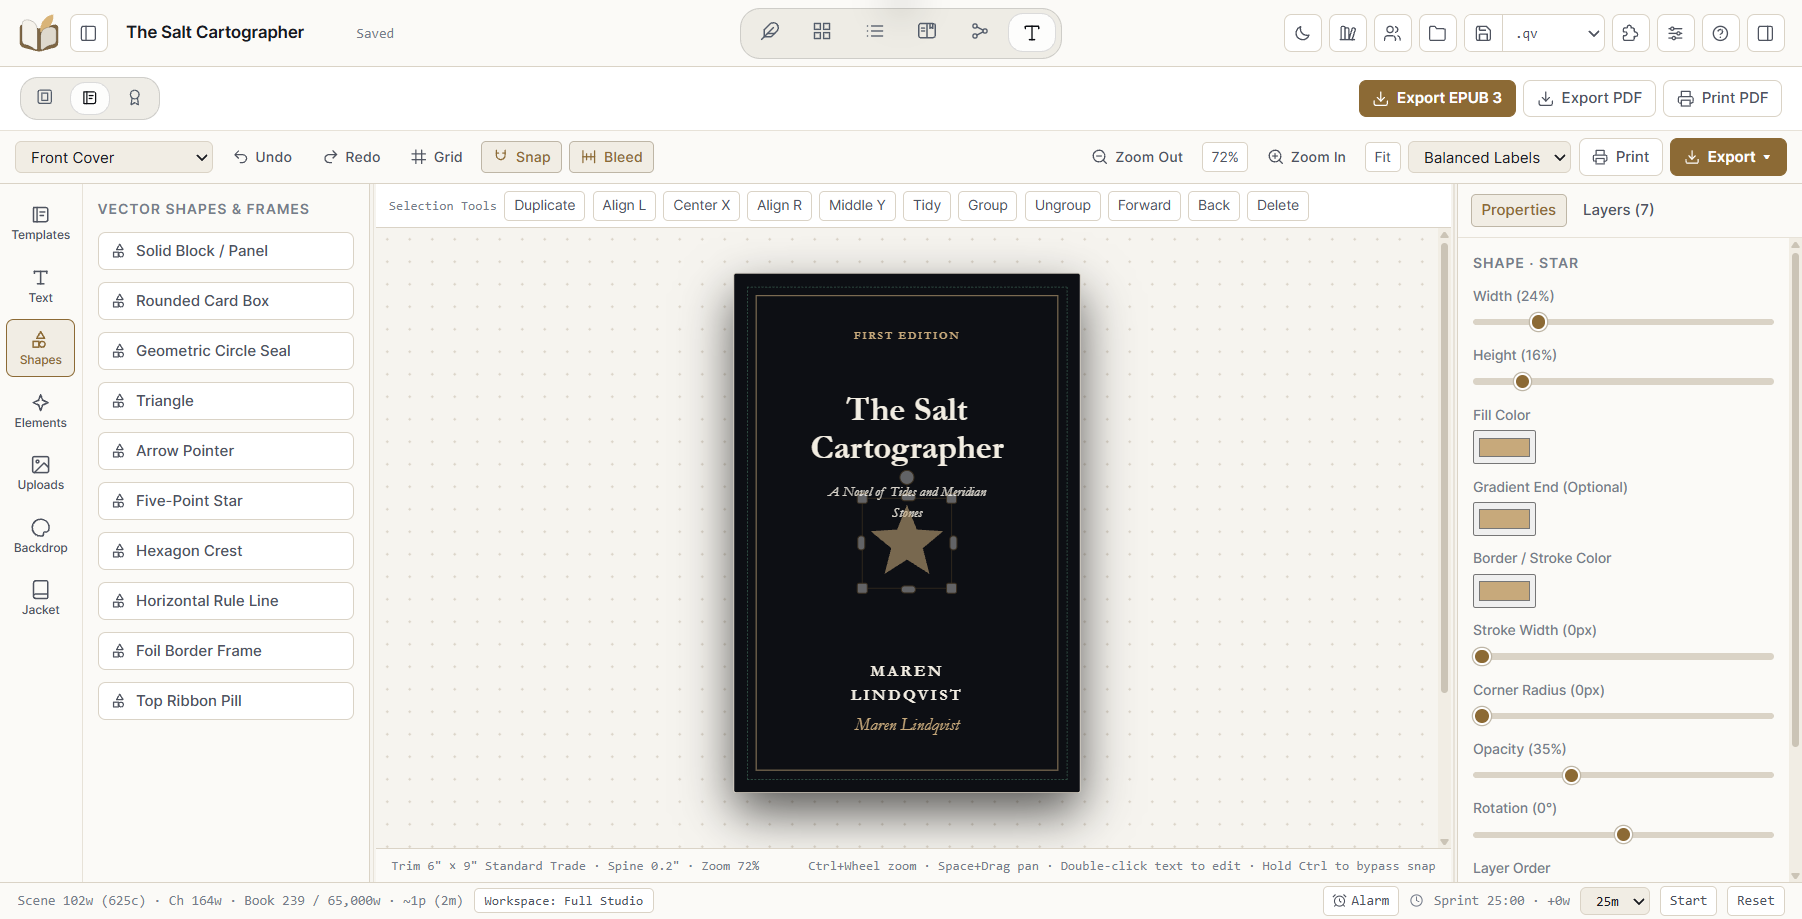 The Salt Cartographer
Saved
.qv
Export EPUB 3
Export PDF
Print PDF
Front Cover
Undo
Redo
Grid
Snap
Bleed
Zoom Out
72%
Zoom In
Fit
Balanced Labels
Print
Export
Templates
Text
Shapes
Elements
Uploads
Backdrop
Jacket
VECTOR SHAPES & FRAMES
Solid Block / Panel
Rounded Card Box
Geometric Circle Seal
Triangle
Arrow Pointer
Five-Point Star
Hexagon Crest
Horizontal Rule Line
Foil Border Frame
Top Ribbon Pill
Selection Tools
Duplicate
Align L
Center X
Align R
Middle Y
Tidy
Group
Ungroup
Forward
Back
Delete
FIRST EDITION
The Salt
Cartographer
A Novel of Tides and Meridian
Stones
MAREN
LINDQVIST
Maren Lindqvist
Trim 6" × 9" Standard Trade · Spine 0.2" · Zoom 72%
Ctrl+Wheel zoom · Space+Drag pan · Double-click text to edit · Hold Ctrl to bypass snap
Properties
Layers (7)
SHAPE · STAR
Width (24%)
Height (16%)
Fill Color
Gradient End (Optional)
Border / Stroke Color
Stroke Width (0px)
Corner Radius (0px)
Opacity (35%)
Rotation (0°)
Layer Order
Scene 102w (625c) · Ch 164w · Book 239 / 65,000w · ~1p (2m)
Workspace: Full Studio
Alarm
Sprint 25:00 · +0w
25m
Start
Reset